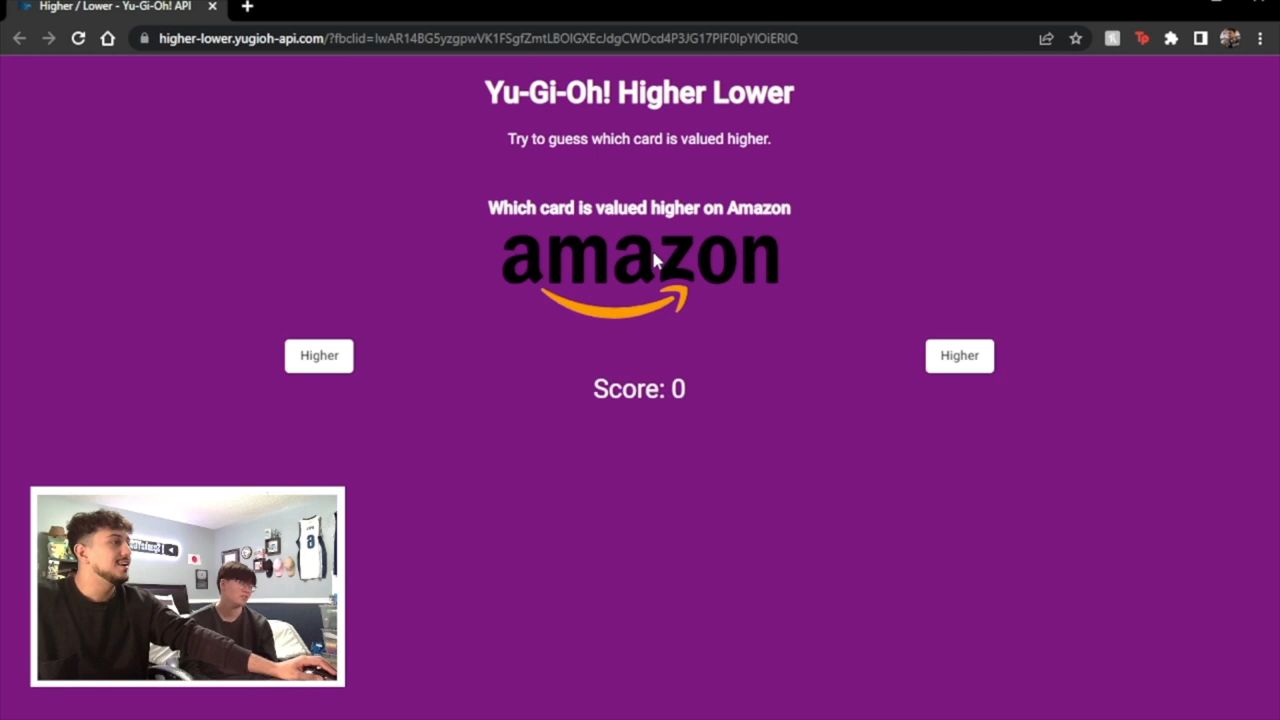 Higher / Lower - Yu-Gi-Oh! API
higher-lower.yugioh-api.com/?fbclid=IwAR14BG5yzgpwVK1FSgfZmtLBOIGXEcJdgCWDcd4P3JG17PIF0IpYIOiERIQ
Yu-Gi-Oh! Higher Lower
Try to guess which card is valued higher.
Which card is valued higher on Amazon
amazon
Higher
Higher
Score: 0